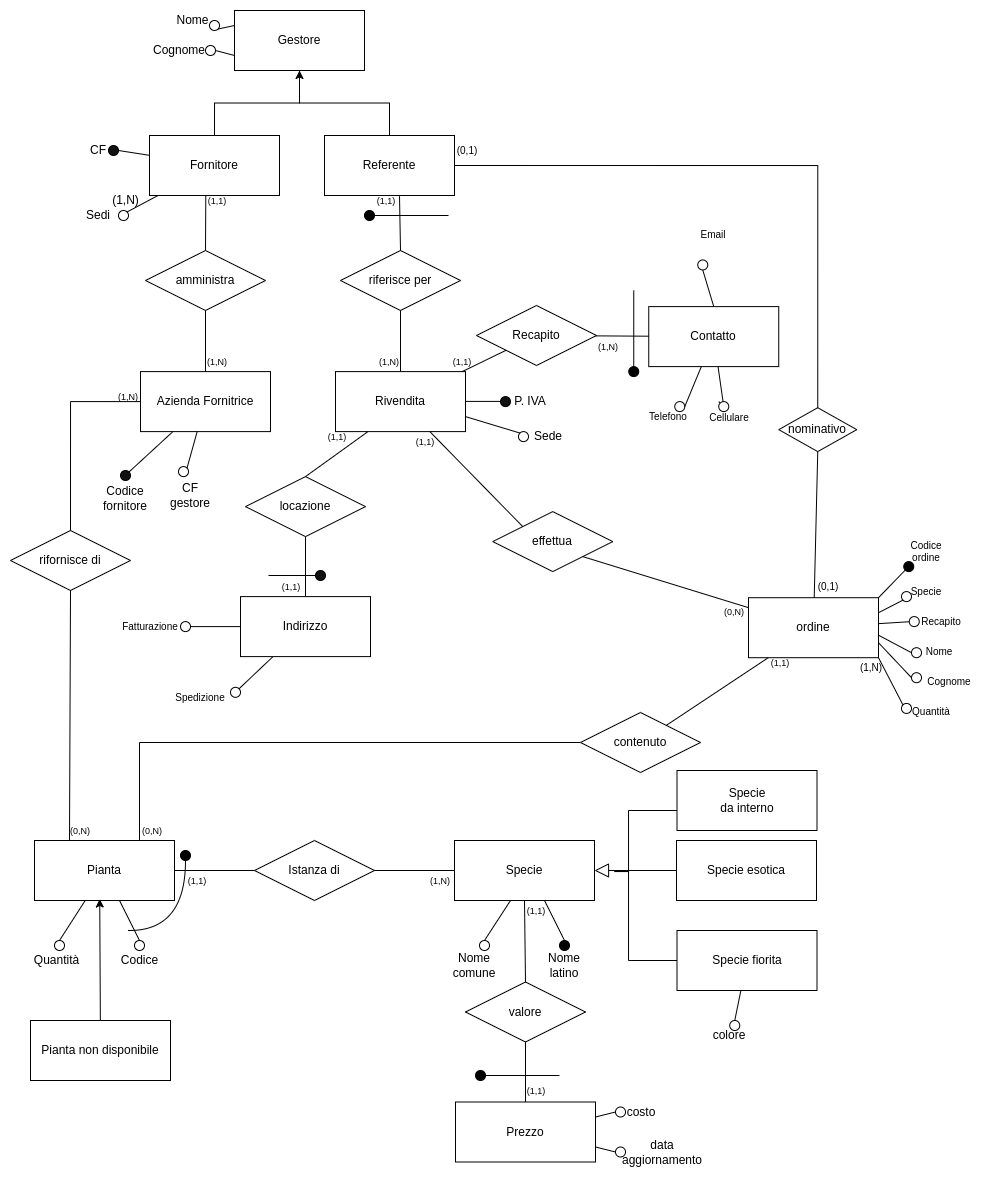 Nome
Gestore
Cognome
CF
Fornitore
Referente
(0,1)
(1,N)
Sedi
(1,1)
(1,1)
Email
amministra
riferisce per
Recapito
Contatto
(1,N)
(1,N)
(1,N)
(1,1)
(1,N)
Azienda Fornitrice
Rivendita
P. IVA
Sede
Telefono
Cellulare
nominativo
(1,1)
(1,1)
Codice
fornitore
CF
gestore
locazione
effettua
rifornisce di
Codice
ordine
(1,1)
(0,1)
Specie
(0,N)
Fatturazione
Indirizzo
ordine
Recapito
Nome
(1,1)
(1,N)
Cognome
Spedizione
Quantità
contenuto
Specie
da interno
(0,N)
(0,N)
Pianta
(1,1)
Istanza di
(1,N)
Specie
Specie esotica
(1,1)
Quantità
Codice
Nome
comune
Nome
latino
Specie fiorita
valore
colore
Pianta non disponibile
(1,1)
Prezzo
costo
data
aggiornamento